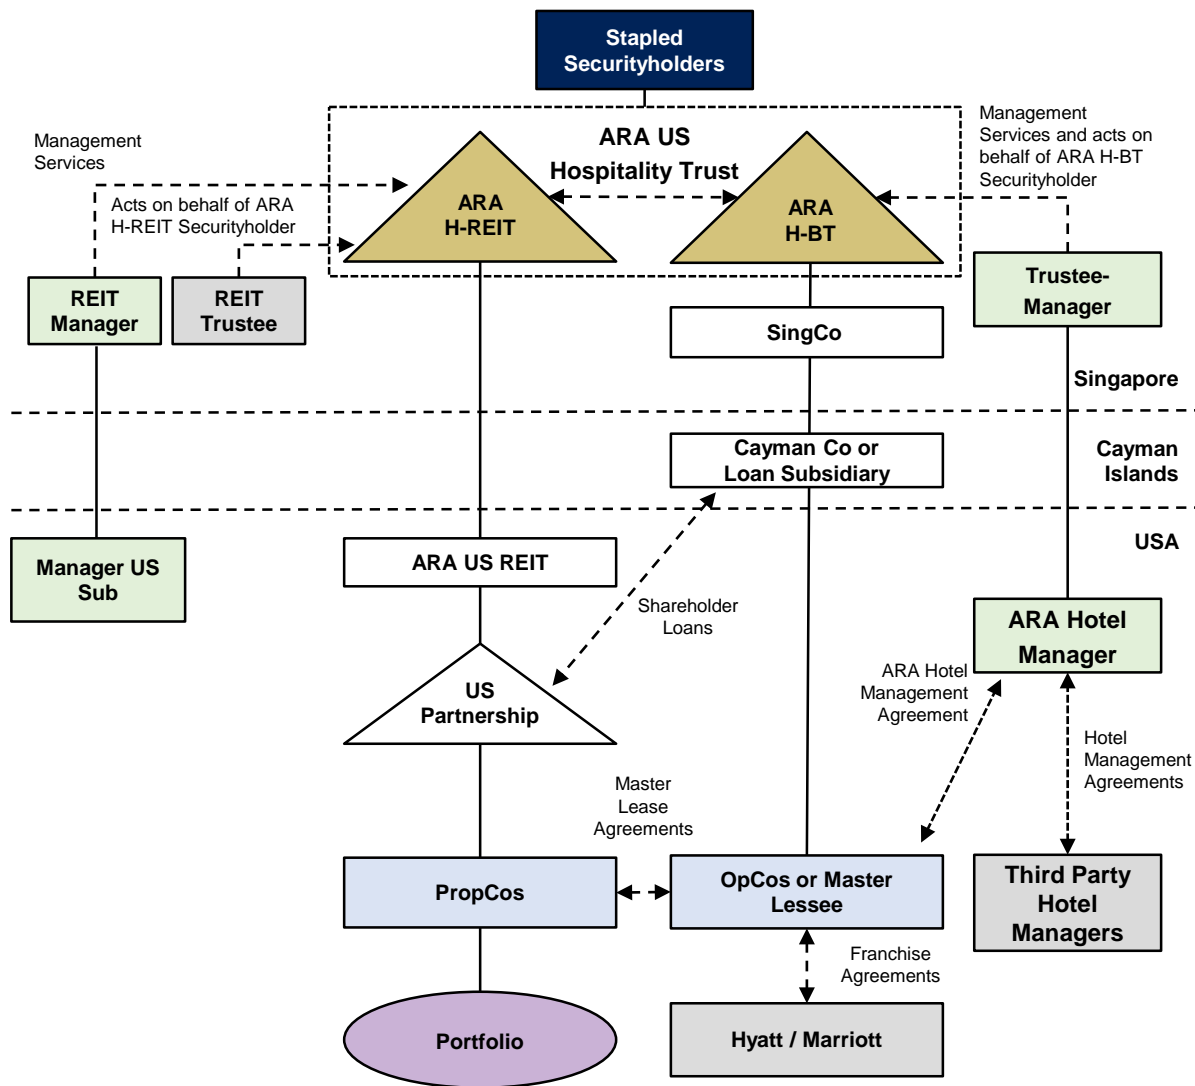 Stapled
Securityholders
Management
Services
ARA US
Hospitality Trust
Management
Services and acts on
behalf of ARA H-BT
Securityholder
Acts on behalf of ARA
H-REIT Securityholder
ARA
H-REIT
ARA
H-BT
REIT
Manager
REIT
Trustee
Trustee-
Manager
SingCo
Singapore
Cayman Co or
Loan Subsidiary
Cayman
Islands
USA
Manager US
Sub
ARA US REIT
Shareholder
Loans
ARA Hotel
Manager
US
Partnership
ARA Hotel
Management
Agreement
Hotel
Management
Agreements
Master
Lease
Agreements
PropCos
OpCos or Master
Lessee
Third Party
Hotel
Managers
Franchise
Agreements
Portfolio
Hyatt / Marriott